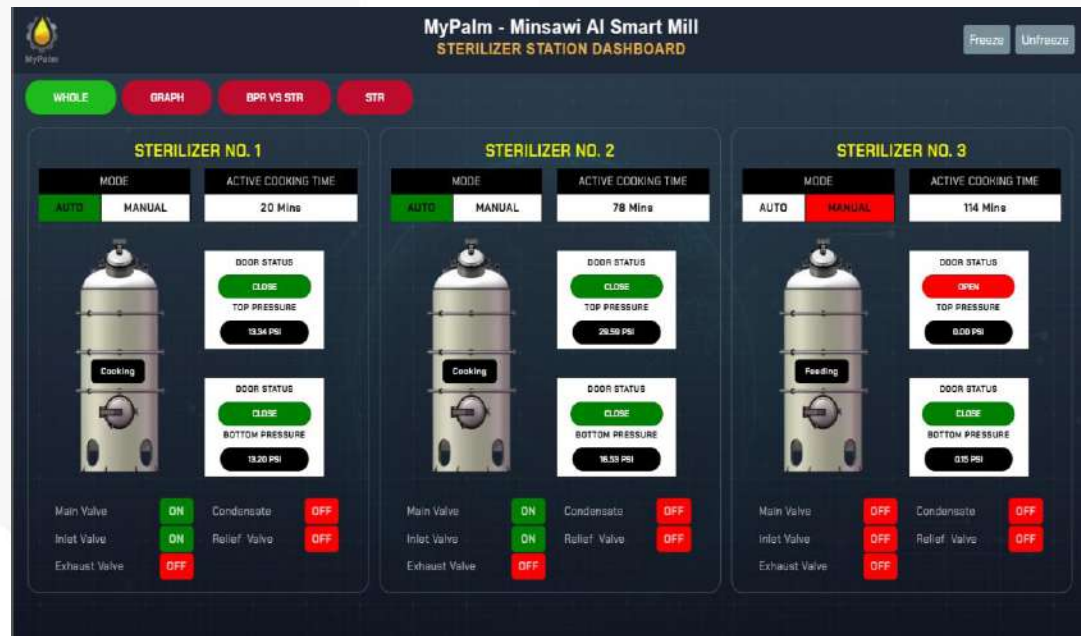 MyPalm - Minsawi AI Smart Mill
STERILIZER STATION DASHBOARD
MyPalm
Freeze Unfreeze
WHOLE GRAPH BPR VS STR STR
STERILIZER NO. 1
MODE ACTIVE COOKING TIME
AUTO MANUAL 20 Mins
DOOR STATUS
CLOSE
TOP PRESSURE
13.34 PSI
Cooking
DOOR STATUS
CLOSE
BOTTOM PRESSURE
13.20 PSI
Main Valve ON Condensate OFF
Inlet Valve ON Relief Valve OFF
Exhaust Valve OFF
STERILIZER NO. 2
MODE ACTIVE COOKING TIME
AUTO MANUAL 78 Mins
DOOR STATUS
CLOSE
TOP PRESSURE
29.59 PSI
Cooking
DOOR STATUS
CLOSE
BOTTOM PRESSURE
16.53 PSI
Main Valve ON Condensate OFF
Inlet Valve ON Relief Valve OFF
Exhaust Valve OFF
STERILIZER NO. 3
MODE ACTIVE COOKING TIME
AUTO MANUAL 114 Mins
DOOR STATUS
OPEN
TOP PRESSURE
0.00 PSI
Feeding
DOOR STATUS
CLOSE
BOTTOM PRESSURE
0.15 PSI
Main Valve OFF Condensate OFF
Inlet Valve OFF Relief Valve OFF
Exhaust Valve OFF